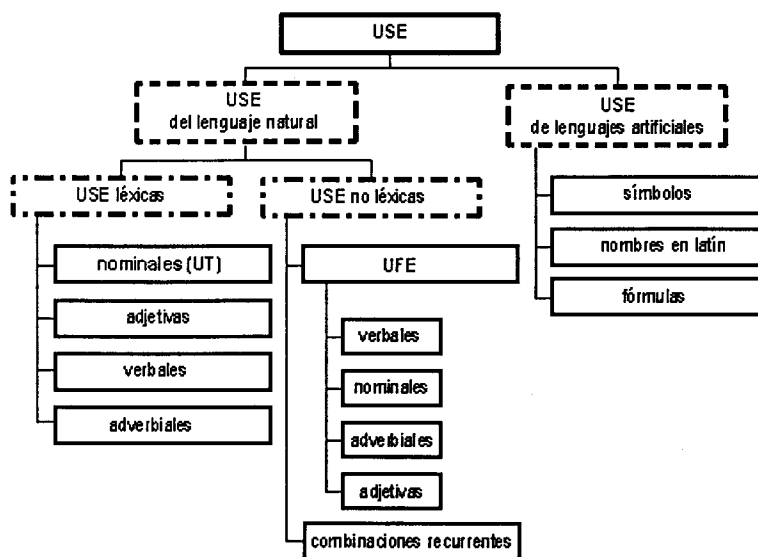 USE
USE
del lenguaje natural
USE
de lenguajes artificiales
USE léxicas
USE no léxicas
nominales (UT)
adjetivas
verbales
adverbiales
UFE
verbales
nominales
adverbiales
adjetivas
combinaciones recurrentes
símbolos
nombres en latín
fórmulas